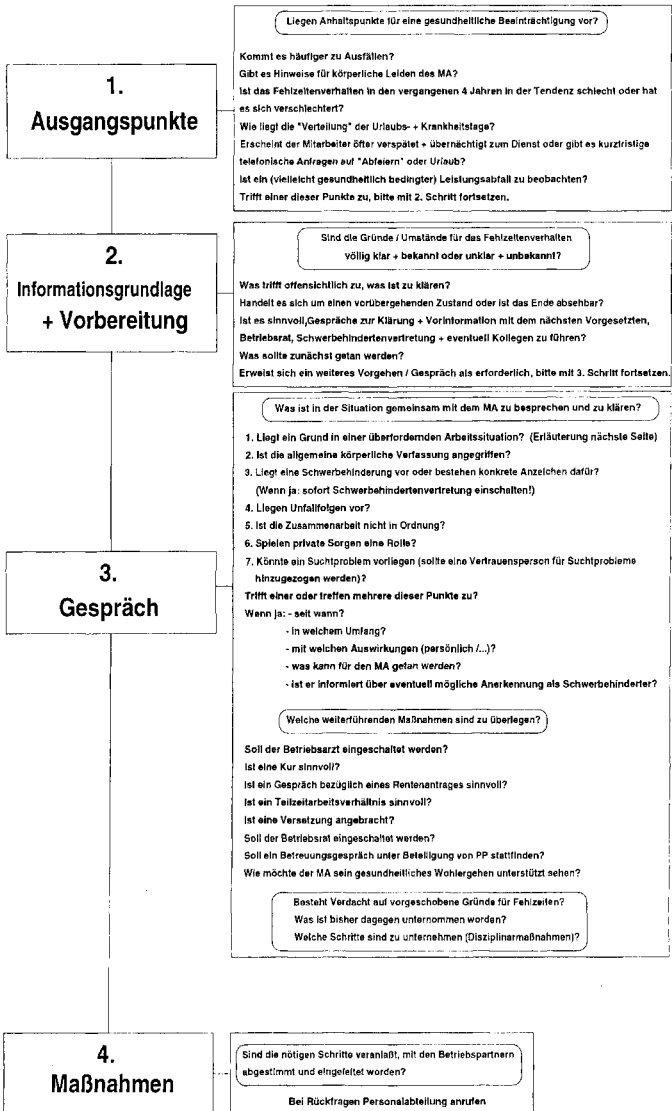 1.
Ausgangspunkte
Liegen Anhaltspunkte für eine gesundheitliche Beeinträchtigung vor?
Kommt es häufiger zu Ausfällen?
Gibt es Hinweise für körperliche Leiden des MA?
Ist das Fehlzeitenverhalten in den vergangenen 4 Jahren in der Tendenz schlecht oder hat
es sich verschlechtert?
Wie liegt die "Verteilung" der Urlaubs- + Krankheitstage?
Erscheint der Mitarbeiter öfter verspätet + übernächtigt zum Dienst oder gibt es kurzfristige
telefonische Anfragen auf "Abfeiern" oder Urlaub?
Ist ein (vielleicht gesundheitlich bedingter) Leistungsabfall zu beobachten?
Trifft einer dieser Punkte zu, bitte mit 2. Schritt fortsetzen.
2.
Informationsgrundlage
+ Vorbereitung
Sind die Gründe / Umstände für das Fehlzeitenverhalten
völlig klar + bekannt oder unklar + unbekannt?
Was trifft offensichtlich zu, was ist zu klären?
Handelt es sich um einen vorübergehenden Zustand oder ist das Ende absehbar?
Ist es sinnvoll,Gespräche zur Klärung + Vorinformation mit dem nächsten Vorgesetzten,
Betriebsrat, Schwerbehindertenvertretung + eventuell Kollegen zu führen?
Was sollte zunächst getan werden?
Erweist sich ein weiteres Vorgehen / Gespräch als erforderlich, bitte mit 3. Schritt fortsetzen.
3.
Gespräch
Was ist in der Situation gemeinsam mit dem MA zu besprechen und zu klären?
1. Liegt ein Grund in einer überfordernden Arbeitssituation? (Erläuterung nächste Seite)
2. Ist die allgemeine körperliche Verfassung angegriffen?
3. Liegt eine Schwerbehinderung vor oder bestehen konkrete Anzeichen dafür?
(Wenn ja: sofort Schwerbehindertenvertretung einschalten!)
4. Liegen Unfallfolgen vor?
5. Ist die Zusammenarbeit nicht in Ordnung?
6. Spielen private Sorgen eine Rolle?
7. Könnte ein Suchtproblem vorliegen (sollte eine Vertrauensperson für Suchtprobleme
hinzugezogen werden)?
Trifft einer oder treffen mehrere dieser Punkte zu?
Wenn ja: - seit wann?
- in welchem Umfang?
- mit welchen Auswirkungen (persönlich /...)?
- was kann für den MA getan werden?
- ist er informiert über eventuell mögliche Anerkennung als Schwerbehinderter?
Welche weiterführenden Maßnahmen sind zu überlegen?
Soll der Betriebsarzt eingeschaltet werden?
Ist eine Kur sinnvoll?
Ist ein Gespräch bezüglich eines Rentenantrages sinnvoll?
Ist ein Teilzeitarbeitsverhältnis sinnvoll?
Ist eine Versetzung angebracht?
Soll der Betriebsrat eingeschaltet werden?
Soll ein Betreuungsgespräch unter Beteiligung von PP stattfinden?
Wie möchte der MA sein gesundheitliches Wohlergehen unterstützt sehen?
Besteht Verdacht auf vorgeschobene Gründe für Fehlzeiten?
Was ist bisher dagegen unternommen worden?
Welche Schritte sind zu unternehmen (Disziplinarmaßnahmen)?
4.
Maßnahmen
Sind die nötigen Schritte veranlaßt, mit den Betriebspartnern
abgestimmt und eingeleitet worden?
Bei Rückfragen Personalabteilung anrufen